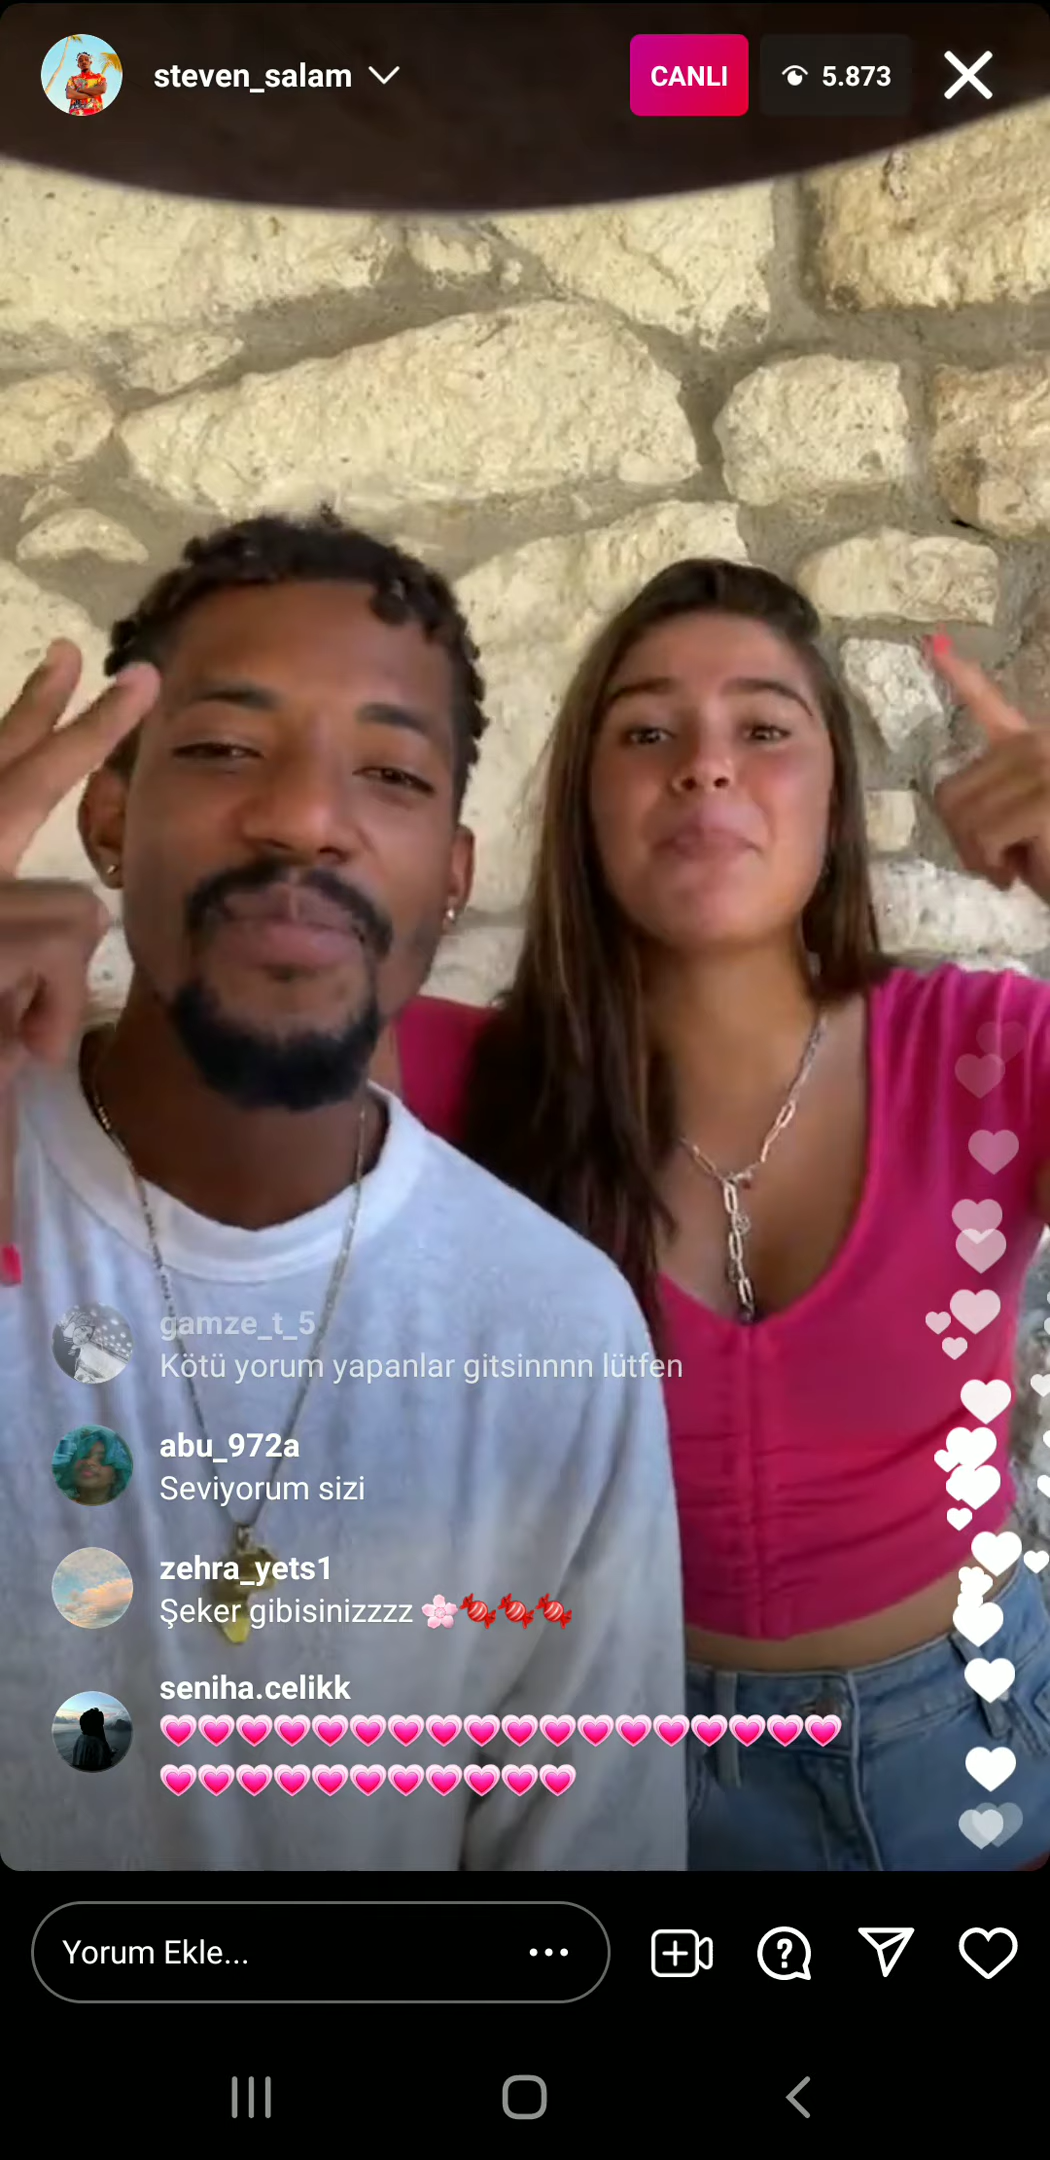 steven_salam
CANLI
5.873
gamze_t_5
Kötü yorum yapanlar gitsinnnn lütfen
abu_972a
Seviyorum sizi
zehra_yets1
Şeker gibisinizzzz 🌸🍬🍬🍬
seniha.celikk
💗💗💗💗💗💗💗💗💗💗💗💗💗💗💗💗💗💗
💗💗💗💗💗💗💗💗💗💗💗
Yorum Ekle...